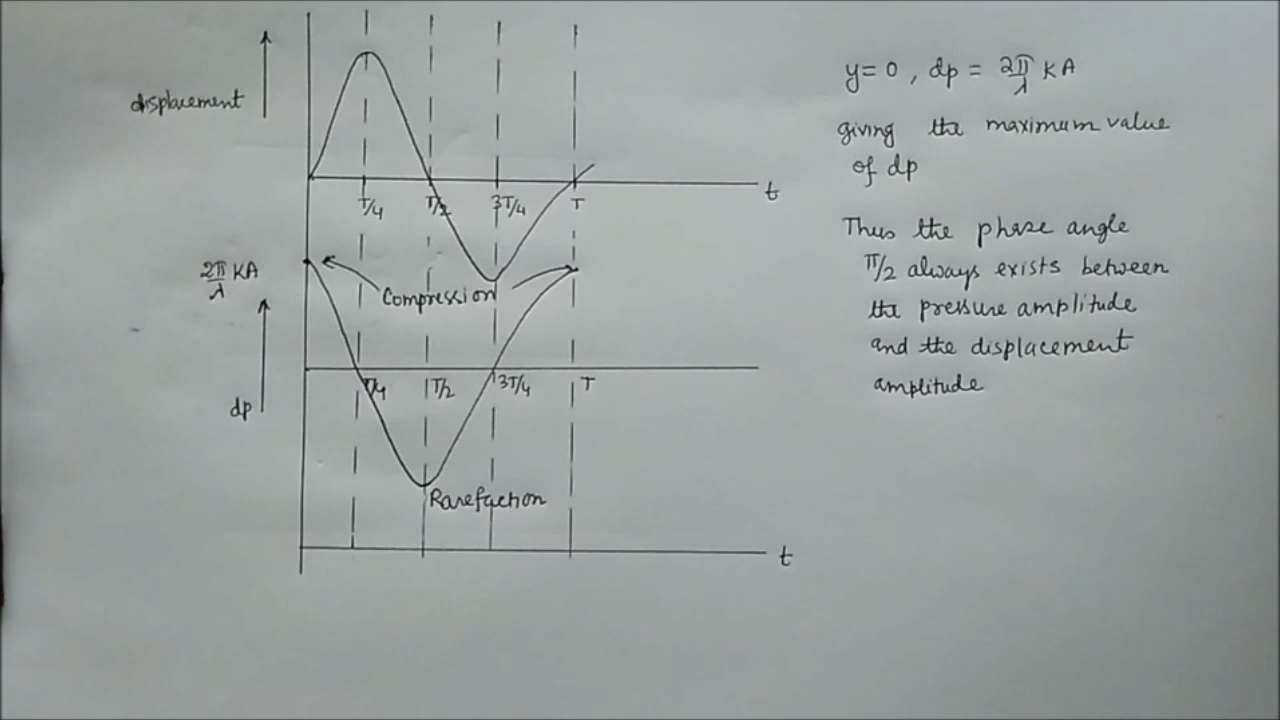 displacement
T/4
T/2
3T/4
T
t
2π/λ KA
Compression
dp
T/4
T/2
3T/4
T
Rarefaction
t
y=0, dp = 2π/λ KA
giving the maximum value
of dp
Thus the phase angle
π/2 always exists between
the pressure amplitude
and the displacement
amplitude